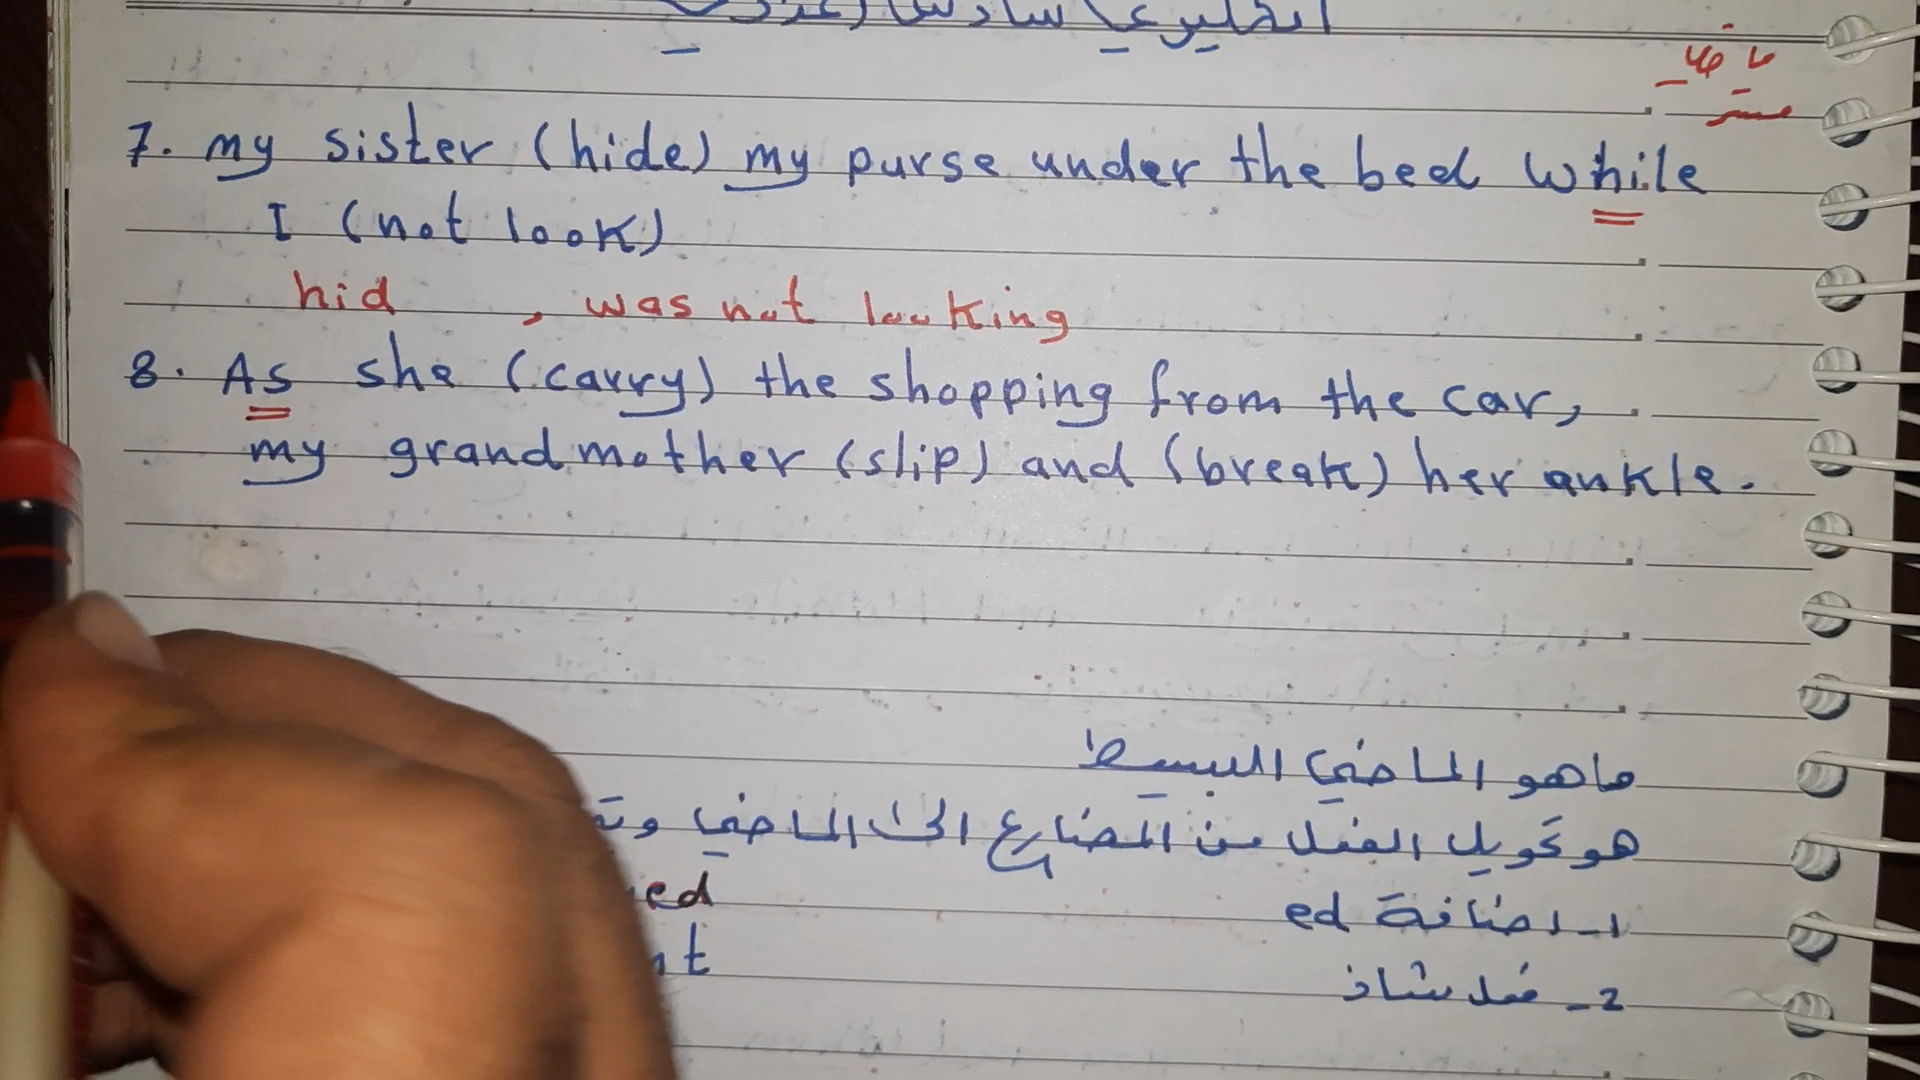 7. my sister (hide) my purse under the bed while
I (not look)
hid , was not looking
8. As she (carry) the shopping from the car,
my grandmother (slip) and (break) her ankle.
ماهو الماضي البسيط
هو تحويل الفعل من المضارع الى الماضي
1- اضافة ed
ed
2- فعل شاذ
t